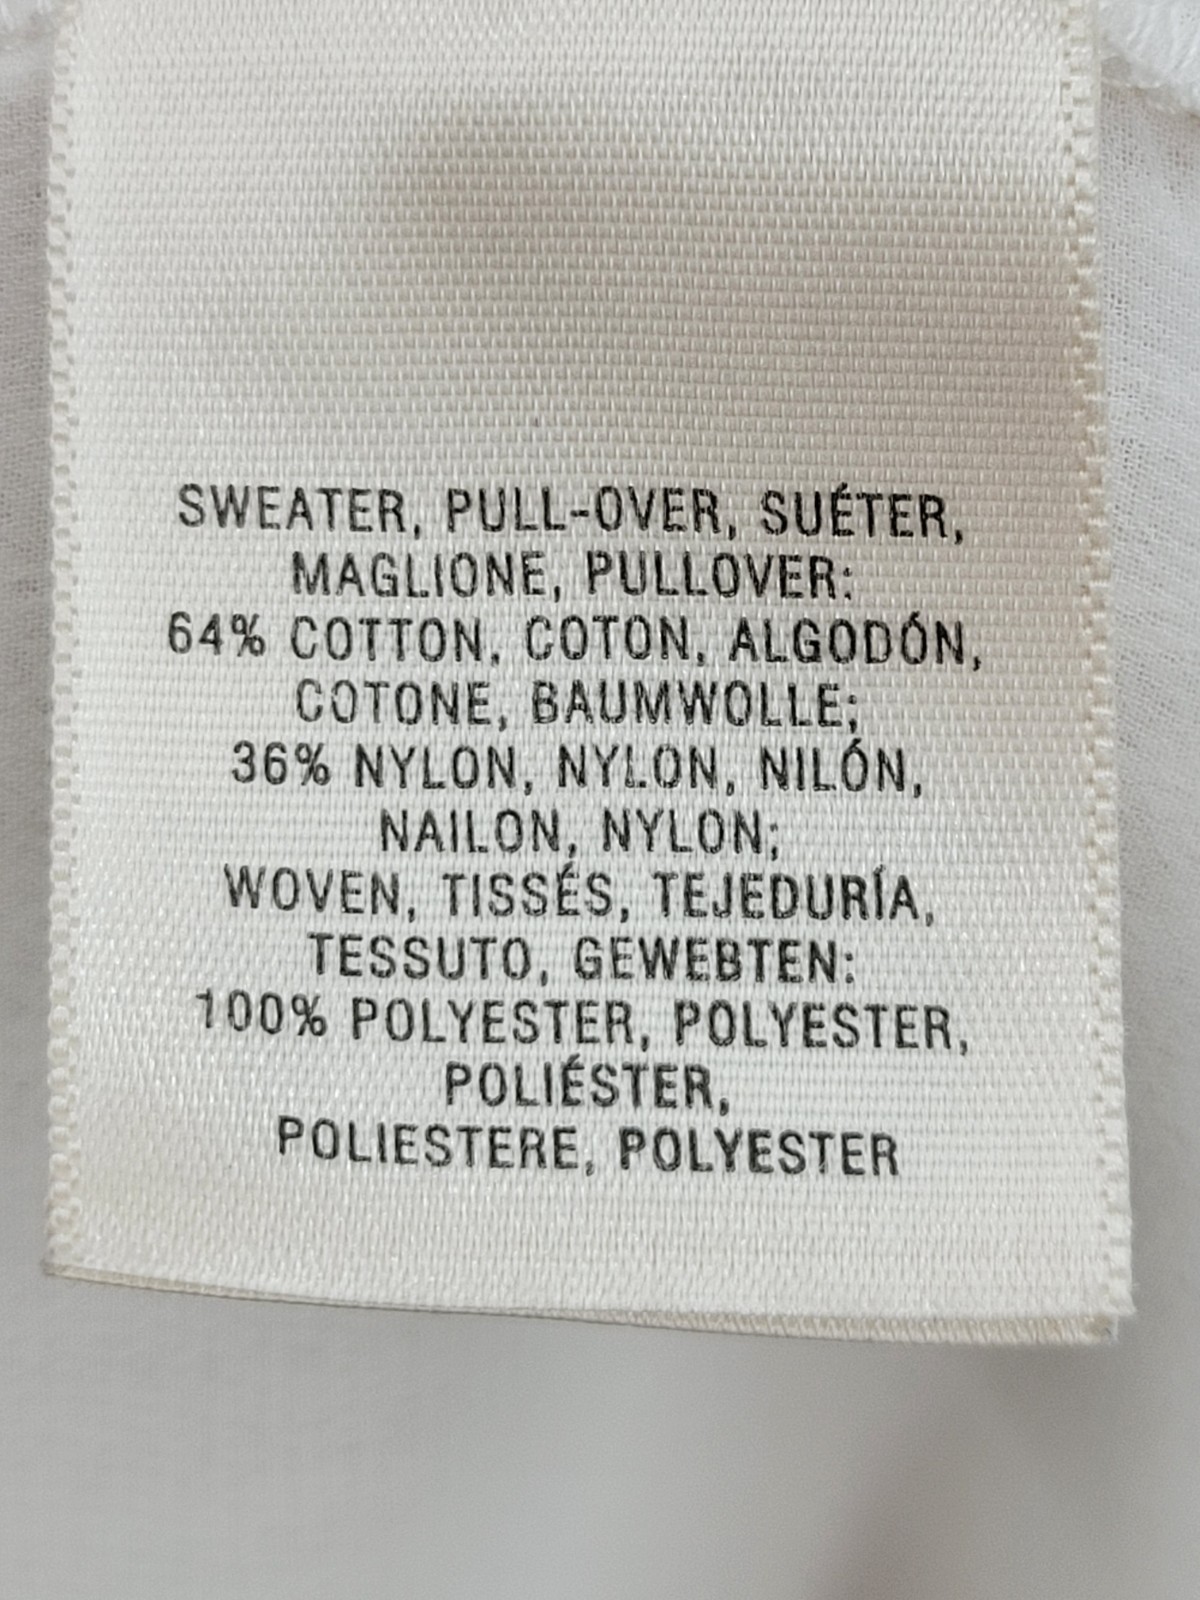 SWEATER, PULL-OVER, SUÉTER,
MAGLIONE, PULLOVER:
64% COTTON, COTON, ALGODÓN,
COTONE, BAUMWOLLE;
36% NYLON, NYLON, NILÓN,
NAILON, NYLON;
WOVEN, TISSÉS, TEJEDURÍA,
TESSUTO, GEWEBTEN:
100% POLYESTER, POLYESTER,
POLIÉSTER,
POLIESTERE, POLYESTER